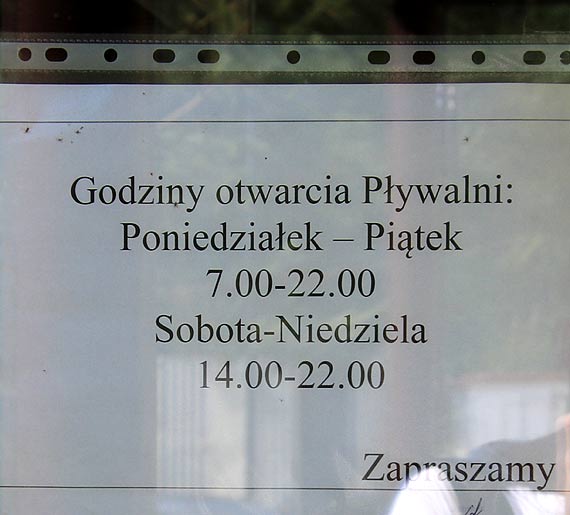 Godziny otwarcia Pływalni:
Poniedziałek – Piątek
7.00-22.00
Sobota-Niedziela
14.00-22.00
Zapraszamy